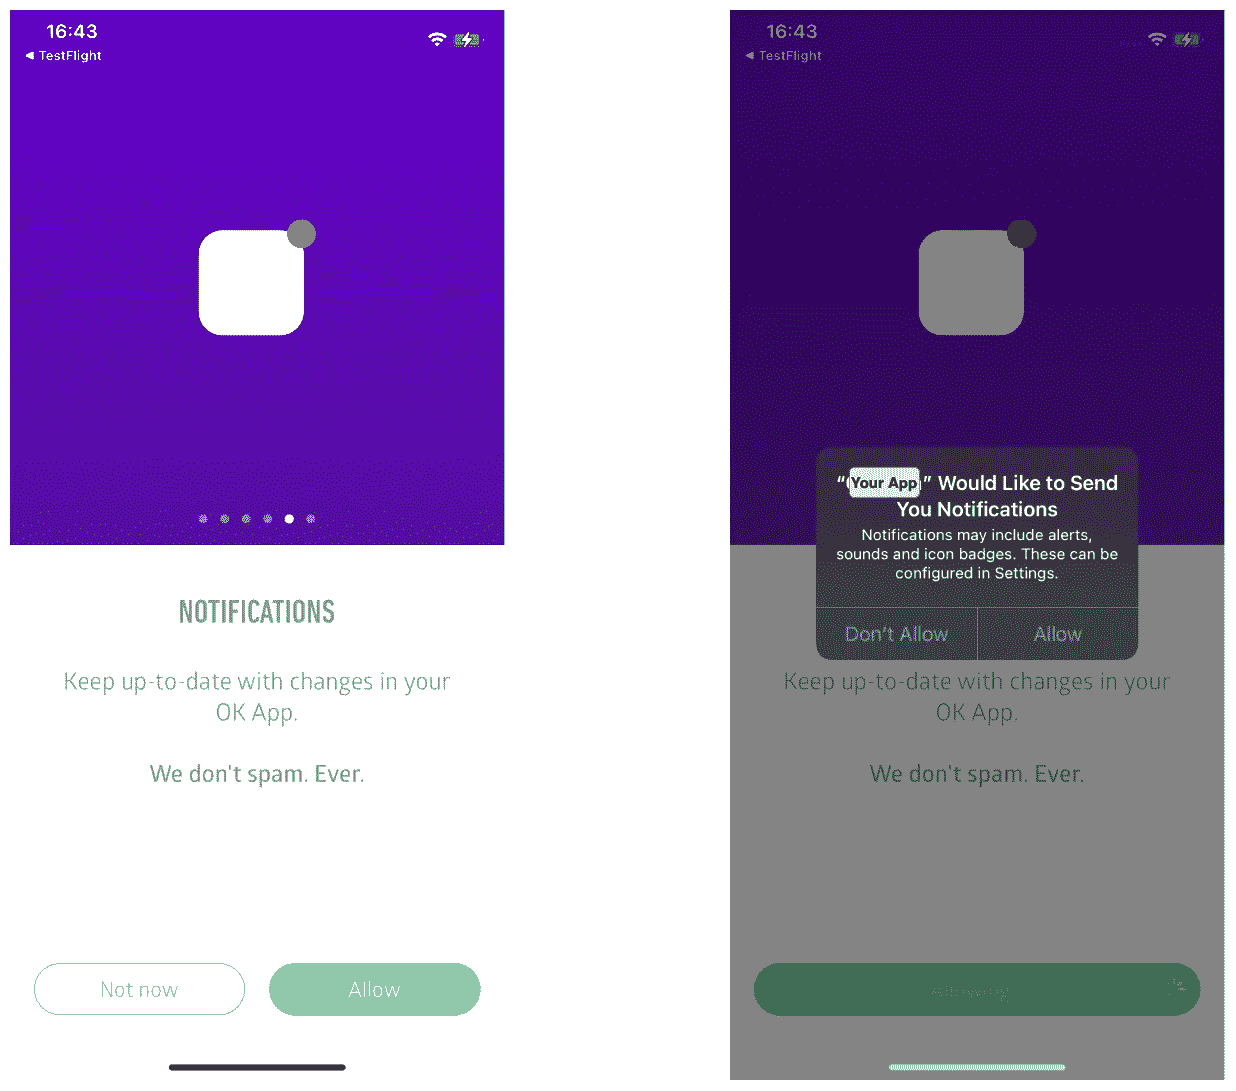 16:43
◀ TestFlight
NOTIFICATIONS
Keep up-to-date with changes in your
OK App.
We don't spam. Ever.
Not now
Allow
16:43
◀ TestFlight
“Your App” Would Like to Send
You Notifications
Notifications may include alerts,
sounds and icon badges. These can be
configured in Settings.
Don't Allow
Allow
Keep up-to-date with changes in your
OK App.
We don't spam. Ever.